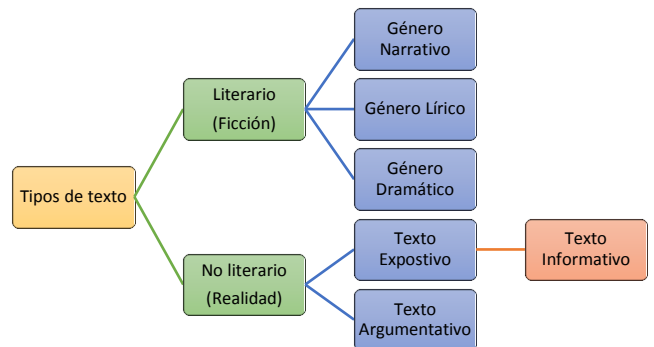 Tipos de texto
Literario
(Ficción)
Género
Narrativo
Género Lírico
Género
Dramático
No literario
(Realidad)
Texto
Expostivo
Texto
Informativo
Texto
Argumentativo